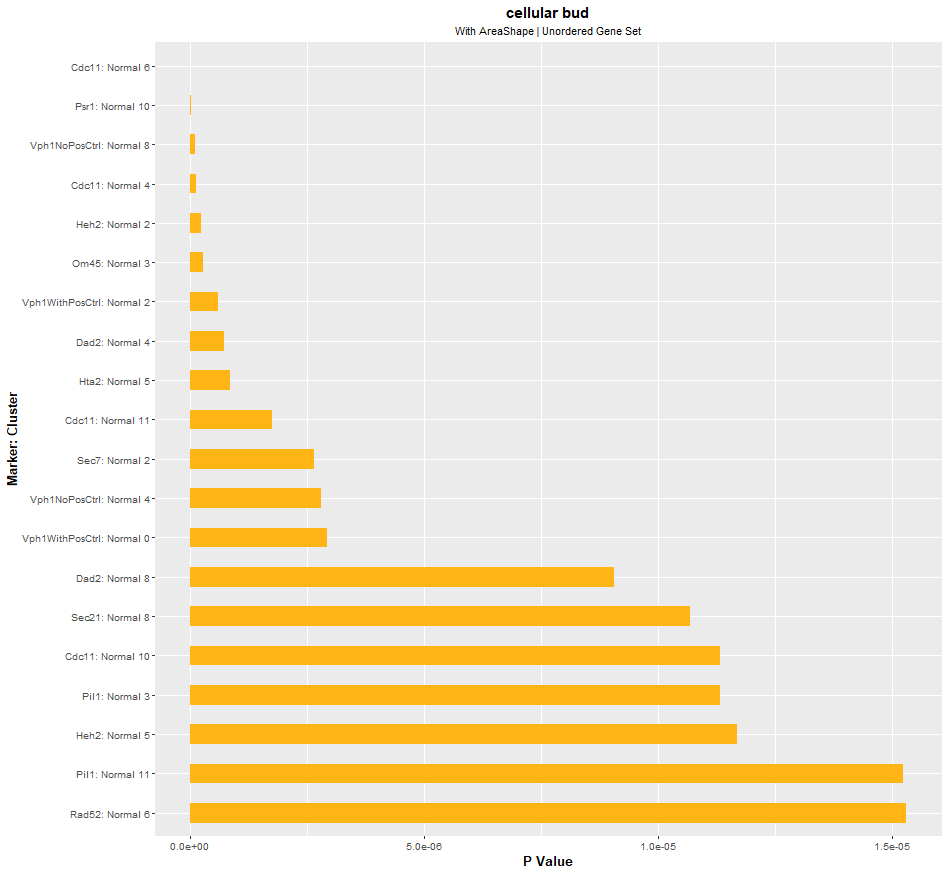 cellular bud
With AreaShape | Unordered Gene Set
Cdc11: Normal 6
Psr1: Normal 10
Vph1NoPosCtrl: Normal 8
Cdc11: Normal 4
Heh2: Normal 2
Om45: Normal 3
Vph1WithPosCtrl: Normal 2
Dad2: Normal 4
Hta2: Normal 5
Cdc11: Normal 11
Sec7: Normal 2
Vph1NoPosCtrl: Normal 4
Vph1WithPosCtrl: Normal 0
Dad2: Normal 8
Sec21: Normal 8
Cdc11: Normal 10
Pil1: Normal 3
Heh2: Normal 5
Pil1: Normal 11
Rad52: Normal 6
Marker: Cluster
0.0e+00 5.0e-06 1.0e-05 1.5e-05
P Value